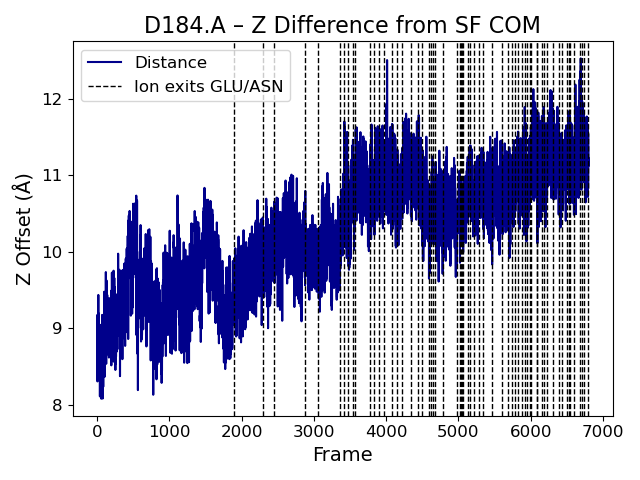 D184.A – Z Difference from SF COM
Distance
Ion exits GLU/ASN
Z Offset (Å)
12
11
10
9
8
0 1000 2000 3000 4000 5000 6000 7000
Frame